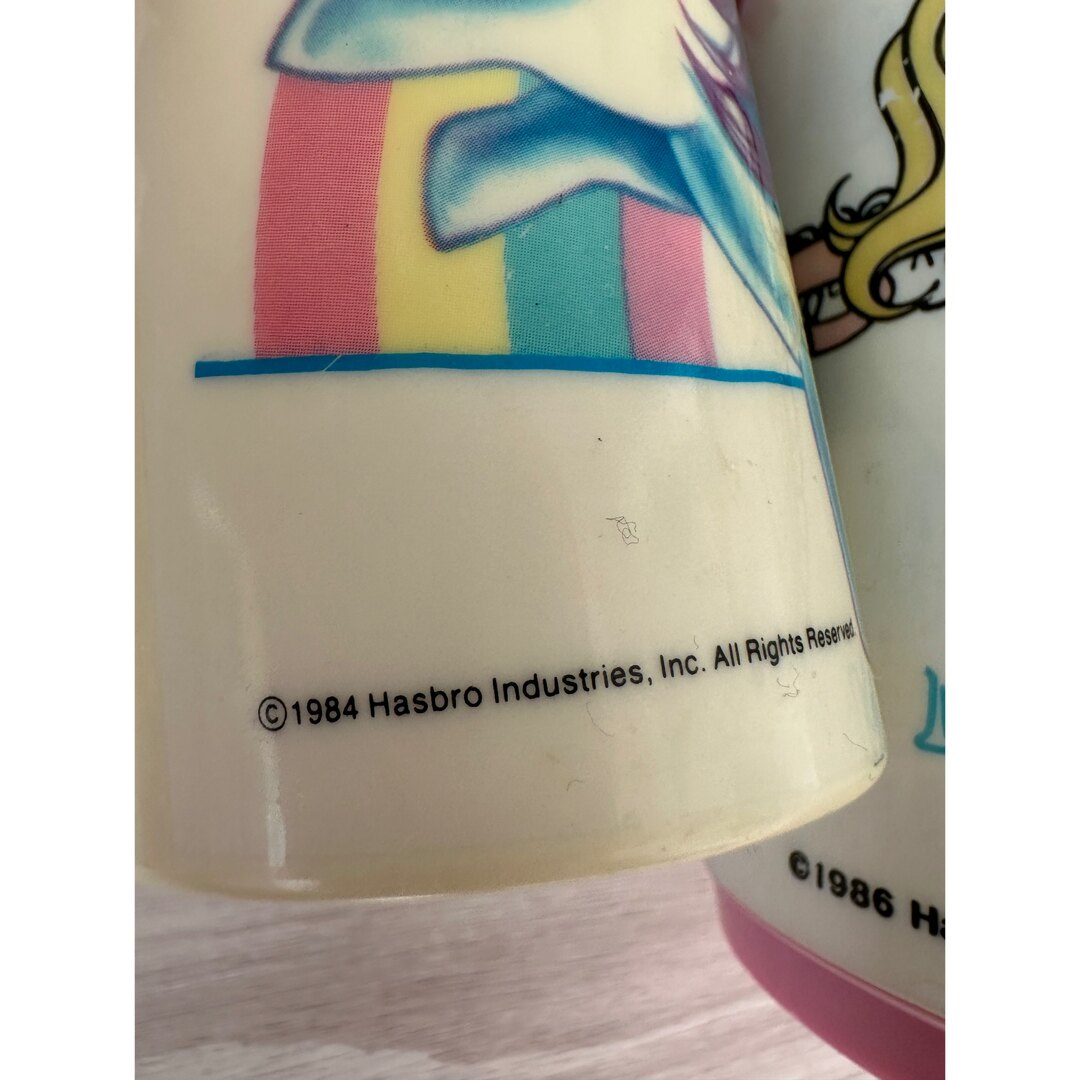 ©1984 Hasbro Industries, Inc. All Rights Reserved.
©1986 Ha